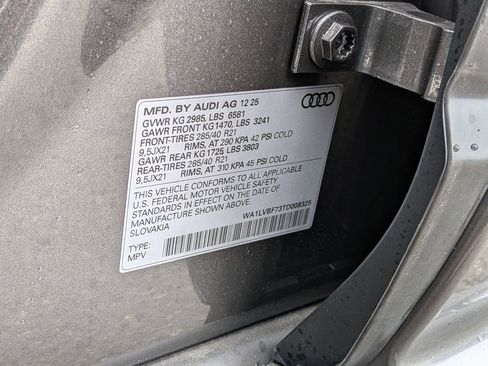 MFD. BY AUDI AG 12 25
GVWR KG 2985, LBS 6581
GAWR FRONT KG1470, LBS 3241
FRONT-TIRES 285/40 R21
9,5JX21 RIMS, AT 290 KPA 42 PSI COLD
GAWR REAR KG 1725, LBS 3803
REAR-TIRES 285/40 R21
9,5JX21 RIMS, AT 310 KPA 45 PSI COLD
THIS VEHICLE CONFORMS TO ALL APPLICABLE
U.S. FEDERAL MOTOR VEHICLE SAFETY
STANDARDS IN EFFECT ON THE DATE OF
MANUFACTURE SHOWN ABOVE.
SLOVAKIA
WA1LVBF73TD008325
TYPE:
MPV